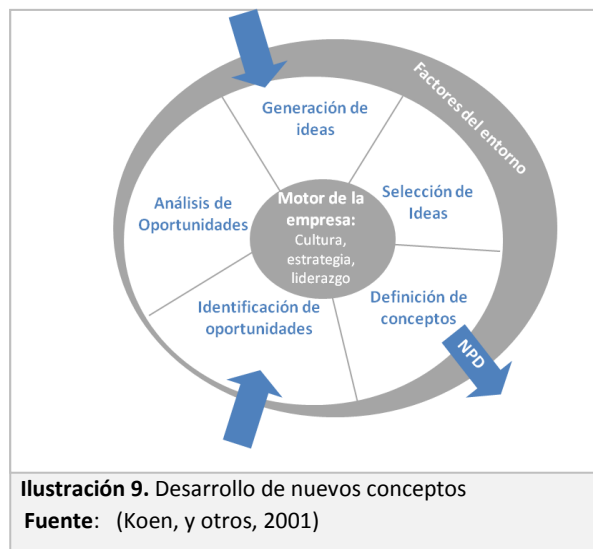 Factores del entorno
Generación de
ideas
Análisis de
Oportunidades
Selección de
Ideas
Motor de la
empresa:
Cultura,
estrategia,
liderazgo
Identificación de
oportunidades
Definición de
conceptos
NPD
Ilustración 9. Desarrollo de nuevos conceptos
Fuente: (Koen, y otros, 2001)